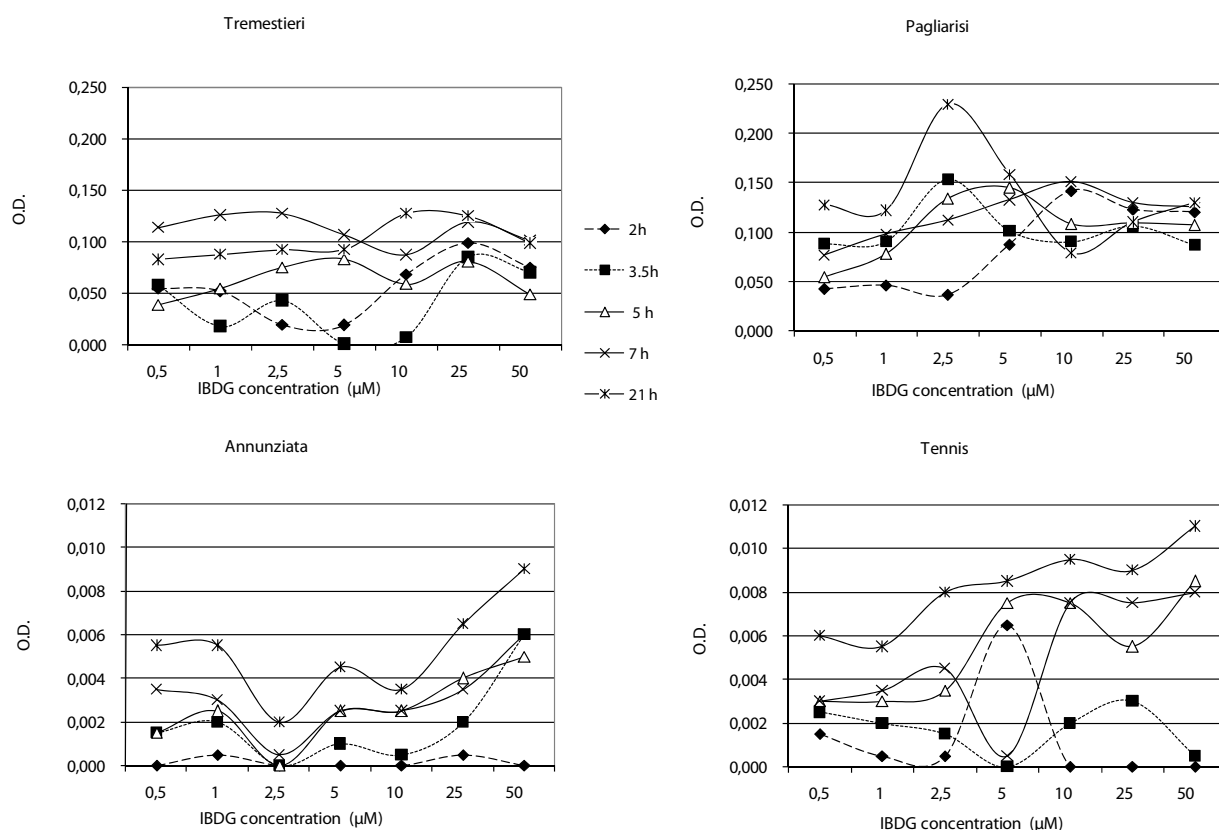 Tremestieri
0,250
0,200
0,150
0,100
0,050
0,000
O.D.
0,5 1 2,5 5 10 25 50
IBDG concentration (µM)
2h
3.5h
5 h
7 h
21 h
Pagliarisi
0,250
0,200
0,150
0,100
0,050
0,000
O.D.
0,5 1 2,5 5 10 25 50
IBDG concentration (µM)
Annunziata
0,012
0,010
0,008
0,006
0,004
0,002
0,000
O.D.
0,5 1 2,5 5 10 25 50
IBDG concentration (µM)
Tennis
0,012
0,010
0,008
0,006
0,004
0,002
0,000
O.D.
0,5 1 2,5 5 10 25 50
IBDG concentration (µM)